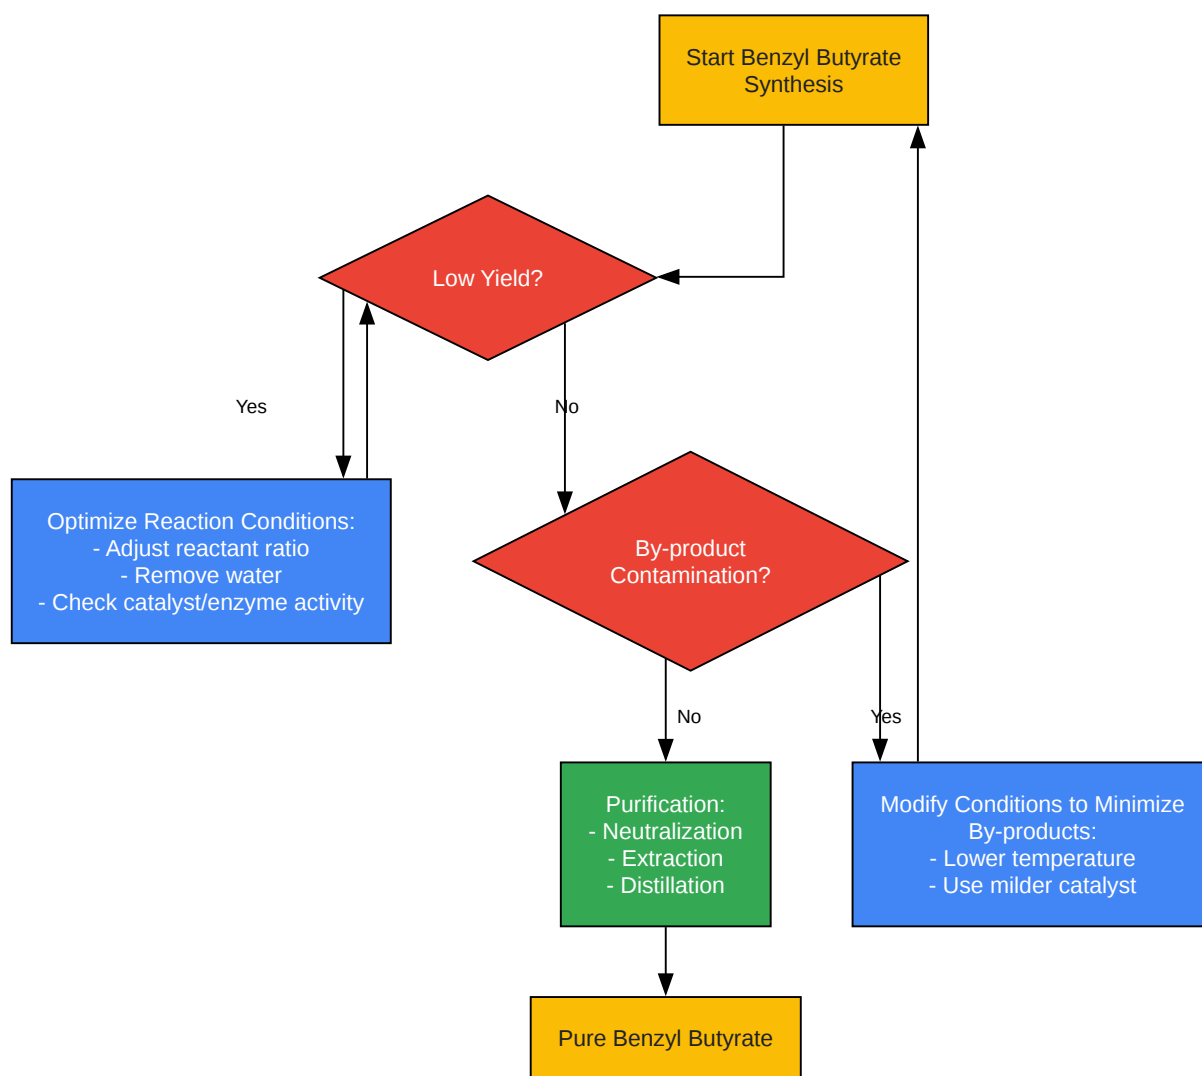 Start Benzyl Butyrate
Synthesis
Low Yield?
Yes
No
Optimize Reaction Conditions:
- Adjust reactant ratio
- Remove water
- Check catalyst/enzyme activity
By-product
Contamination?
No
Yes
Purification:
- Neutralization
- Extraction
- Distillation
Modify Conditions to Minimize
By-products:
- Lower temperature
- Use milder catalyst
Pure Benzyl Butyrate